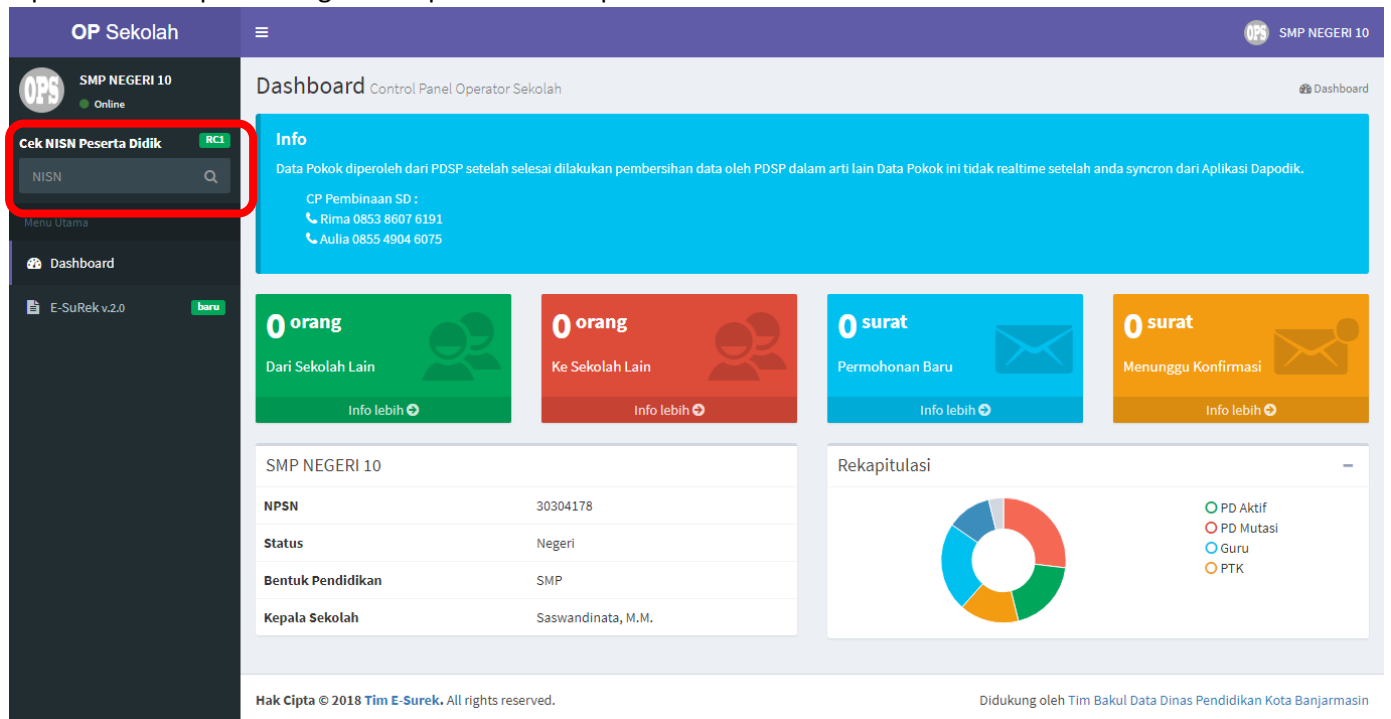 OP Sekolah
SMP NEGERI 10
OPS
SMP NEGERI 10
Online
Cek NISN Peserta Didik RC1
NISN
Menu Utama
Dashboard
E-SuRek v.2.0 baru
Dashboard Control Panel Operator Sekolah
Dashboard
Info
Data Pokok diperoleh dari PDSP setelah selesai dilakukan pembersihan data oleh PDSP dalam arti lain Data Pokok ini tidak realtime setelah anda syncron dari Aplikasi Dapodik.
CP Pembinaan SD :
Rima 0853 8607 6191
Aulia 0855 4904 6075
0 orang
Dari Sekolah Lain
Info lebih
0 orang
Ke Sekolah Lain
Info lebih
0 surat
Permohonan Baru
Info lebih
0 surat
Menunggu Konfirmasi
Info lebih
SMP NEGERI 10
NPSN 30304178
Status Negeri
Bentuk Pendidikan SMP
Kepala Sekolah Saswandinata, M.M.
Rekapitulasi
PD Aktif
PD Mutasi
Guru
PTK
Hak Cipta © 2018 Tim E-Surek. All rights reserved.
Didukung oleh Tim Bakul Data Dinas Pendidikan Kota Banjarmasin